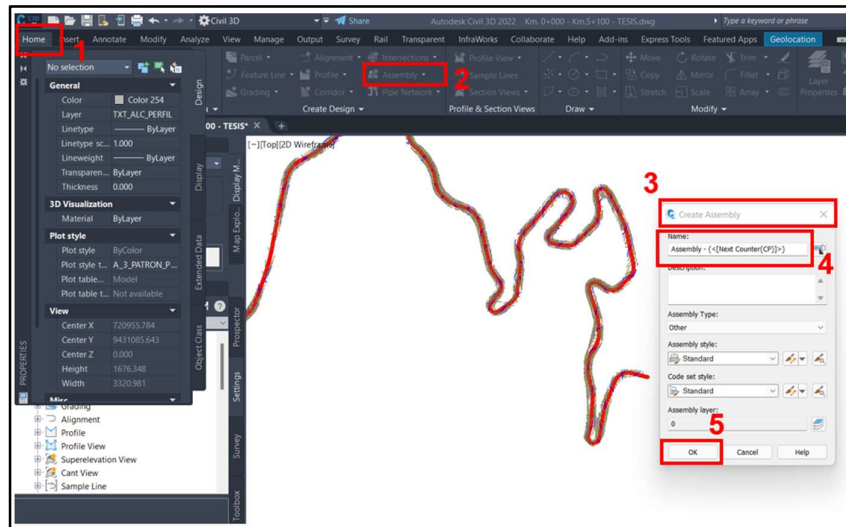 Civil 3D
Share
Autodesk Civil 3D 2022 Km. 0+000 - Km.5+100 - TESIS.dwg
Type a keyword or phrase
Home Insert Annotate Modify Analyze View Manage Output Survey Rail Transparent InfraWorks Collaborate Help Add-ins Express Tools Featured Apps Geolocation
1
No selection
Parcel
Feature Line
Grading
Alignment
Profile
Corridor
Intersections
Assembly
Pipe Network
2
Profile View
Sample Lines
Section Views
Move
Copy
Stretch
Rotate
Mirror
Scale
Trim
Fillet
Array
Layer
Properties
Create Design
Profile & Section Views
Draw
Modify
00 - TESIS*
[-][Top][2D Wireframe]
General
Color Color 254
Layer TXT_ALC_PERFIL
Linetype ByLayer
Linetype sc... 1.000
Lineweight ByLayer
Transparen... ByLayer
Thickness 0.000
3D Visualization
Material ByLayer
Plot style
Plot style ByColor
Plot style t... A_3_PATRON_P...
Plot table... Model
Plot table t... Not available
View
Center X 720955.784
Center Y 9431085.643
Center Z 0.000
Height 1676.348
Width 3320.981
Misc
PROPERTIES
Design
Display
Extended Data
Object Class
Display M...
Map Explo...
Prospector
Settings
Survey
Toolbox
Grading
Alignment
Profile
Profile View
Superelevation View
Cant View
Sample Line
3
Create Assembly
Name:
Assembly - (<[Next Counter(CP)]>)
4
Description:
Assembly Type:
Other
Assembly style:
Standard
Code set style:
Standard
Assembly layer:
0
5
OK Cancel Help